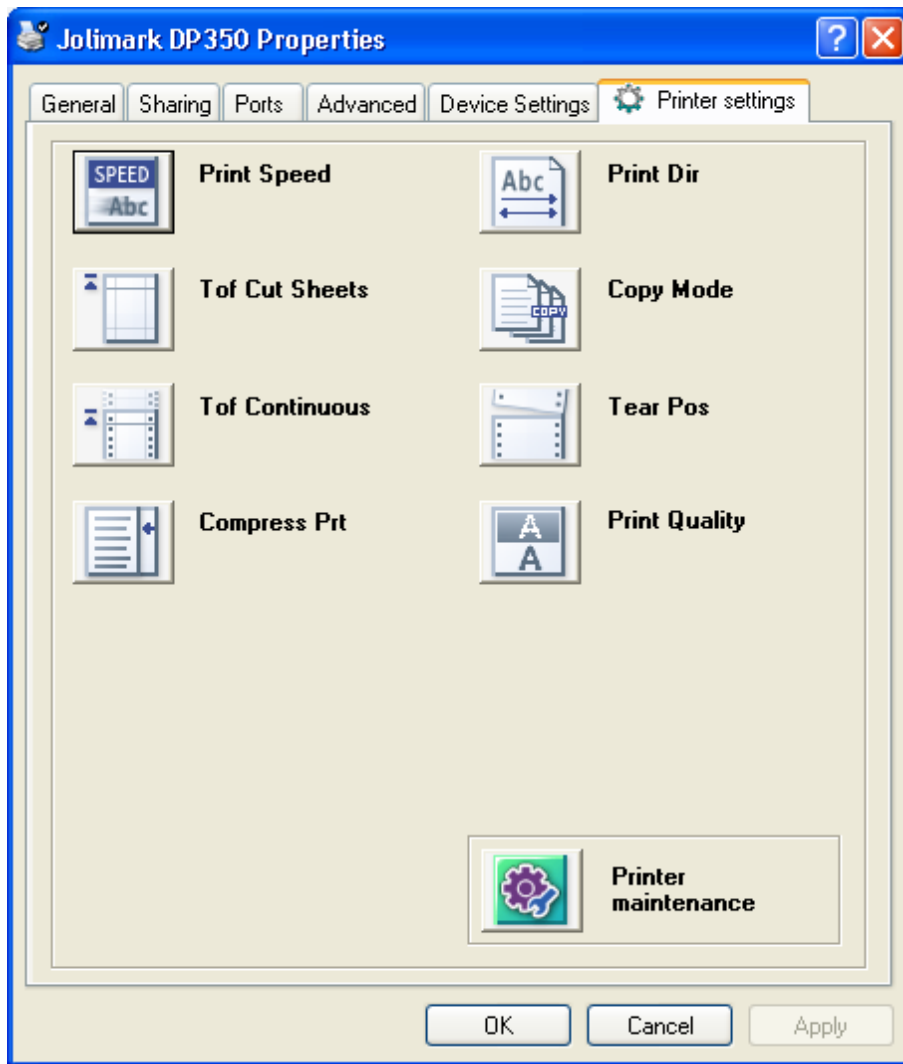 Jolimark DP350 Properties
General Sharing Ports Advanced Device Settings Printer settings
SPEED
Abc
Print Speed
Abc
Print Dir
Tof Cut Sheets
COPY
Copy Mode
Tof Continuous
Tear Pos
Compress Prt
A
A
Print Quality
Printer
maintenance
OK Cancel Apply